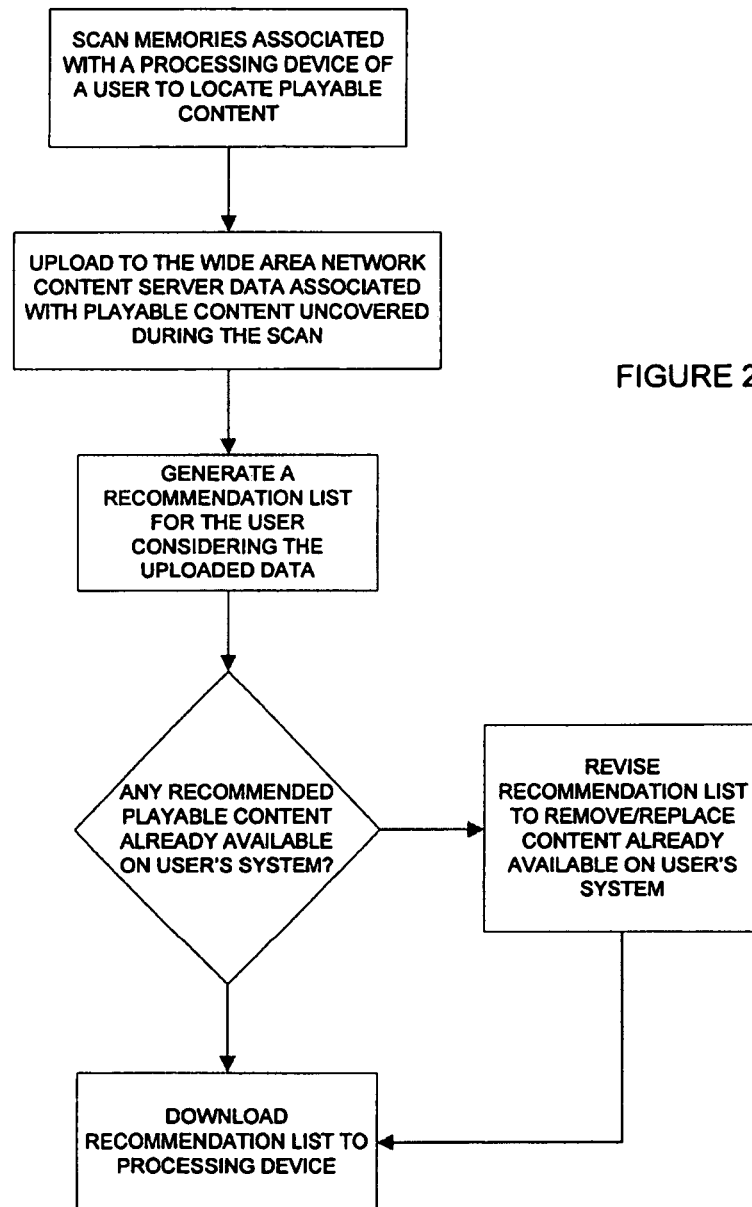 SCAN MEMORIES ASSOCIATED
WITH A PROCESSING DEVICE OF
A USER TO LOCATE PLAYABLE
CONTENT
UPLOAD TO THE WIDE AREA NETWORK
CONTENT SERVER DATA ASSOCIATED
WITH PLAYABLE CONTENT UNCOVERED
DURING THE SCAN
FIGURE 2
GENERATE A
RECOMMENDATION LIST
FOR THE USER
CONSIDERING THE
UPLOADED DATA
ANY RECOMMENDED
PLAYABLE CONTENT
ALREADY AVAILABLE
ON USER'S SYSTEM?
REVISE
RECOMMENDATION LIST
TO REMOVE/REPLACE
CONTENT ALREADY
AVAILABLE ON USER'S
SYSTEM
DOWNLOAD
RECOMMENDATION LIST TO
PROCESSING DEVICE